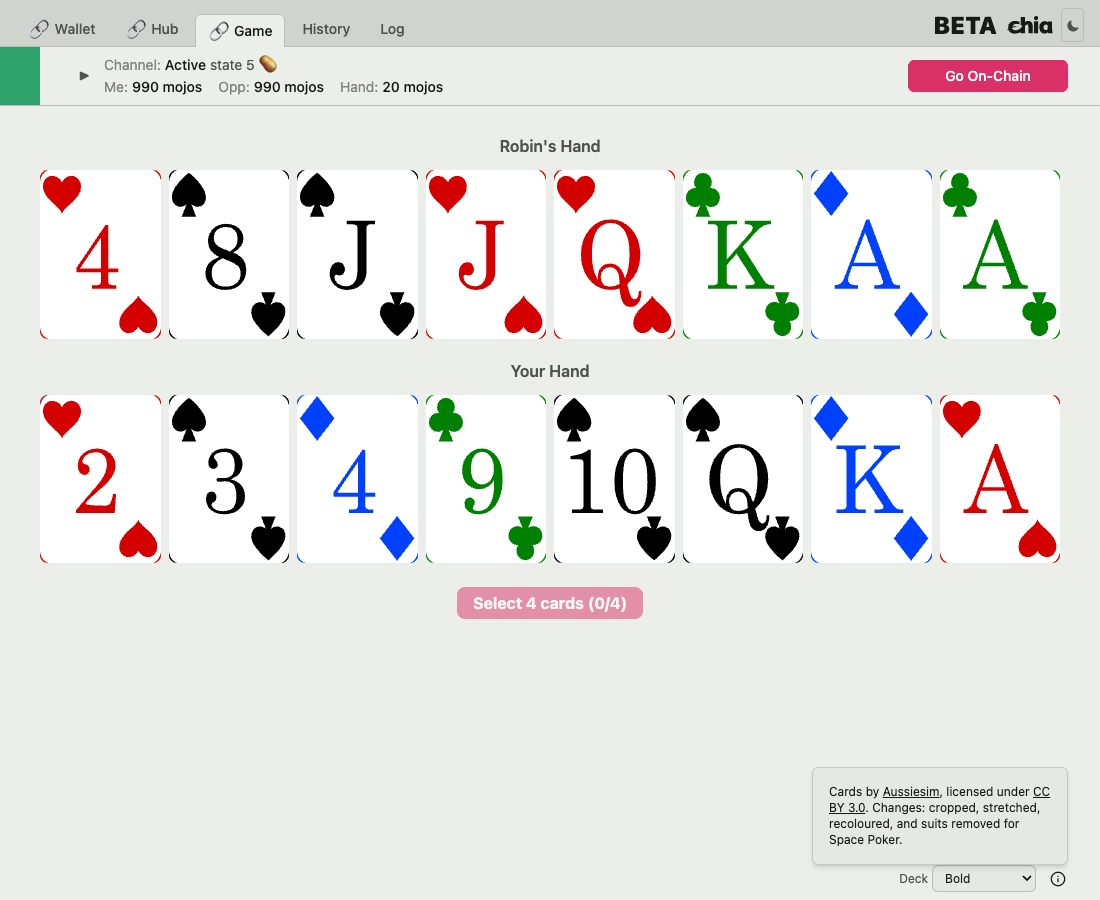 Wallet
Hub
Game
History
Log
BETA chia
Channel: Active state 5
Me: 990 mojos Opp: 990 mojos Hand: 20 mojos
Go On-Chain
Robin's Hand
4 8 J J Q K A A
Your Hand
2 3 4 9 10 Q K A
Select 4 cards (0/4)
Cards by Aussiesim, licensed under CC
BY 3.0. Changes: cropped, stretched,
recoloured, and suits removed for
Space Poker.
Deck Bold